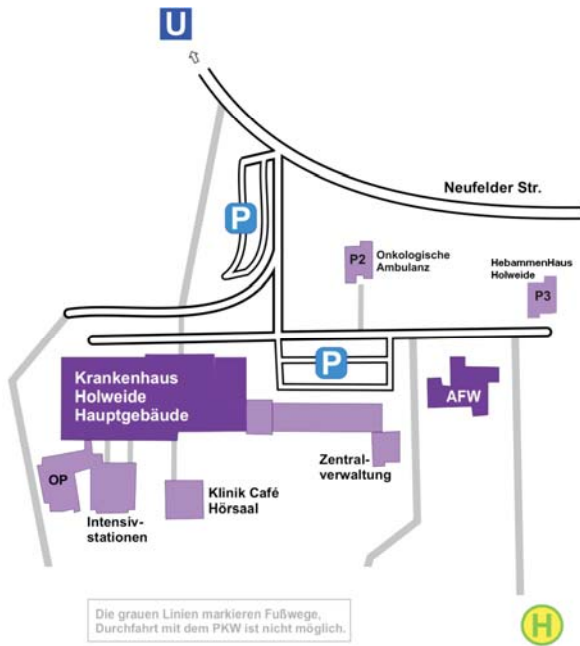 U
Neufelder Str.
P
P2
Onkologische
Ambulanz
HebammenHaus
Holweide
P3
P
Krankenhaus
Holweide
Hauptgebäude
AFW
Zentral-
verwaltung
OP
Klinik Café
Hörsaal
Intensiv-
stationen
Die grauen Linien markieren Fußwege,
Durchfahrt mit dem PKW ist nicht möglich.
H